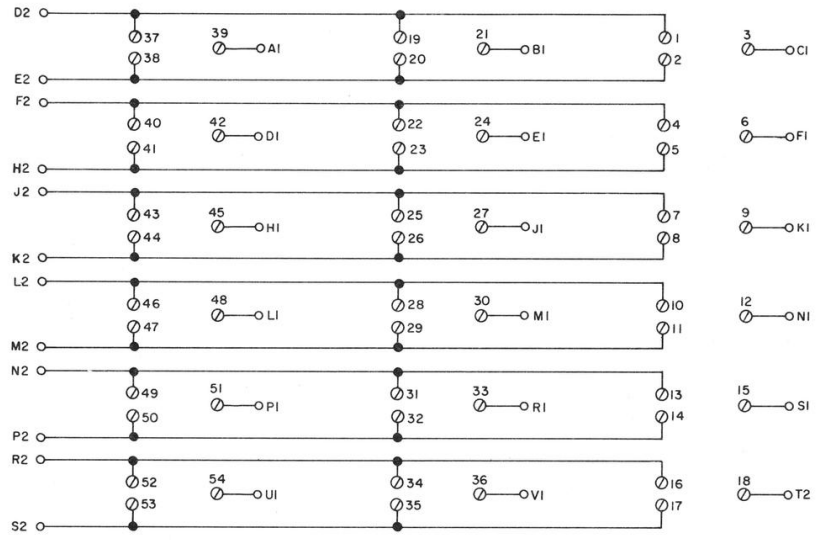 D2
39 21 3
37 A1 19 B1 1 C1
38 20 2
E2
F2
42 24 6
40 D1 22 E1 4 F1
41 23 5
H2
J2
45 27 9
43 H1 25 J1 7 K1
44 26 8
K2
L2
48 30 12
46 L1 28 M1 10 N1
47 29 11
M2
N2
51 33 15
49 P1 31 R1 13 S1
50 32 14
P2
R2
54 36 18
52 U1 34 V1 16 T2
53 35 17
S2